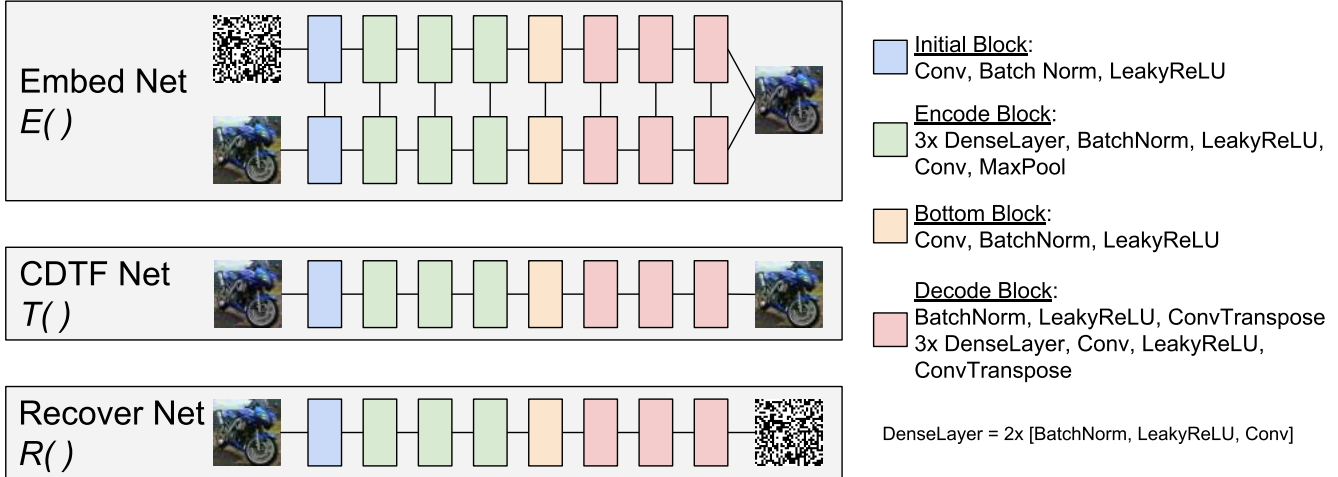 Embed Net
E( )
CDTF Net
T( )
Recover Net
R( )
Initial Block:
Conv, Batch Norm, LeakyReLU
Encode Block:
3x DenseLayer, BatchNorm, LeakyReLU,
Conv, MaxPool
Bottom Block:
Conv, BatchNorm, LeakyReLU
Decode Block:
BatchNorm, LeakyReLU, ConvTranspose
3x DenseLayer, Conv, LeakyReLU,
ConvTranspose
DenseLayer = 2x [BatchNorm, LeakyReLU, Conv]